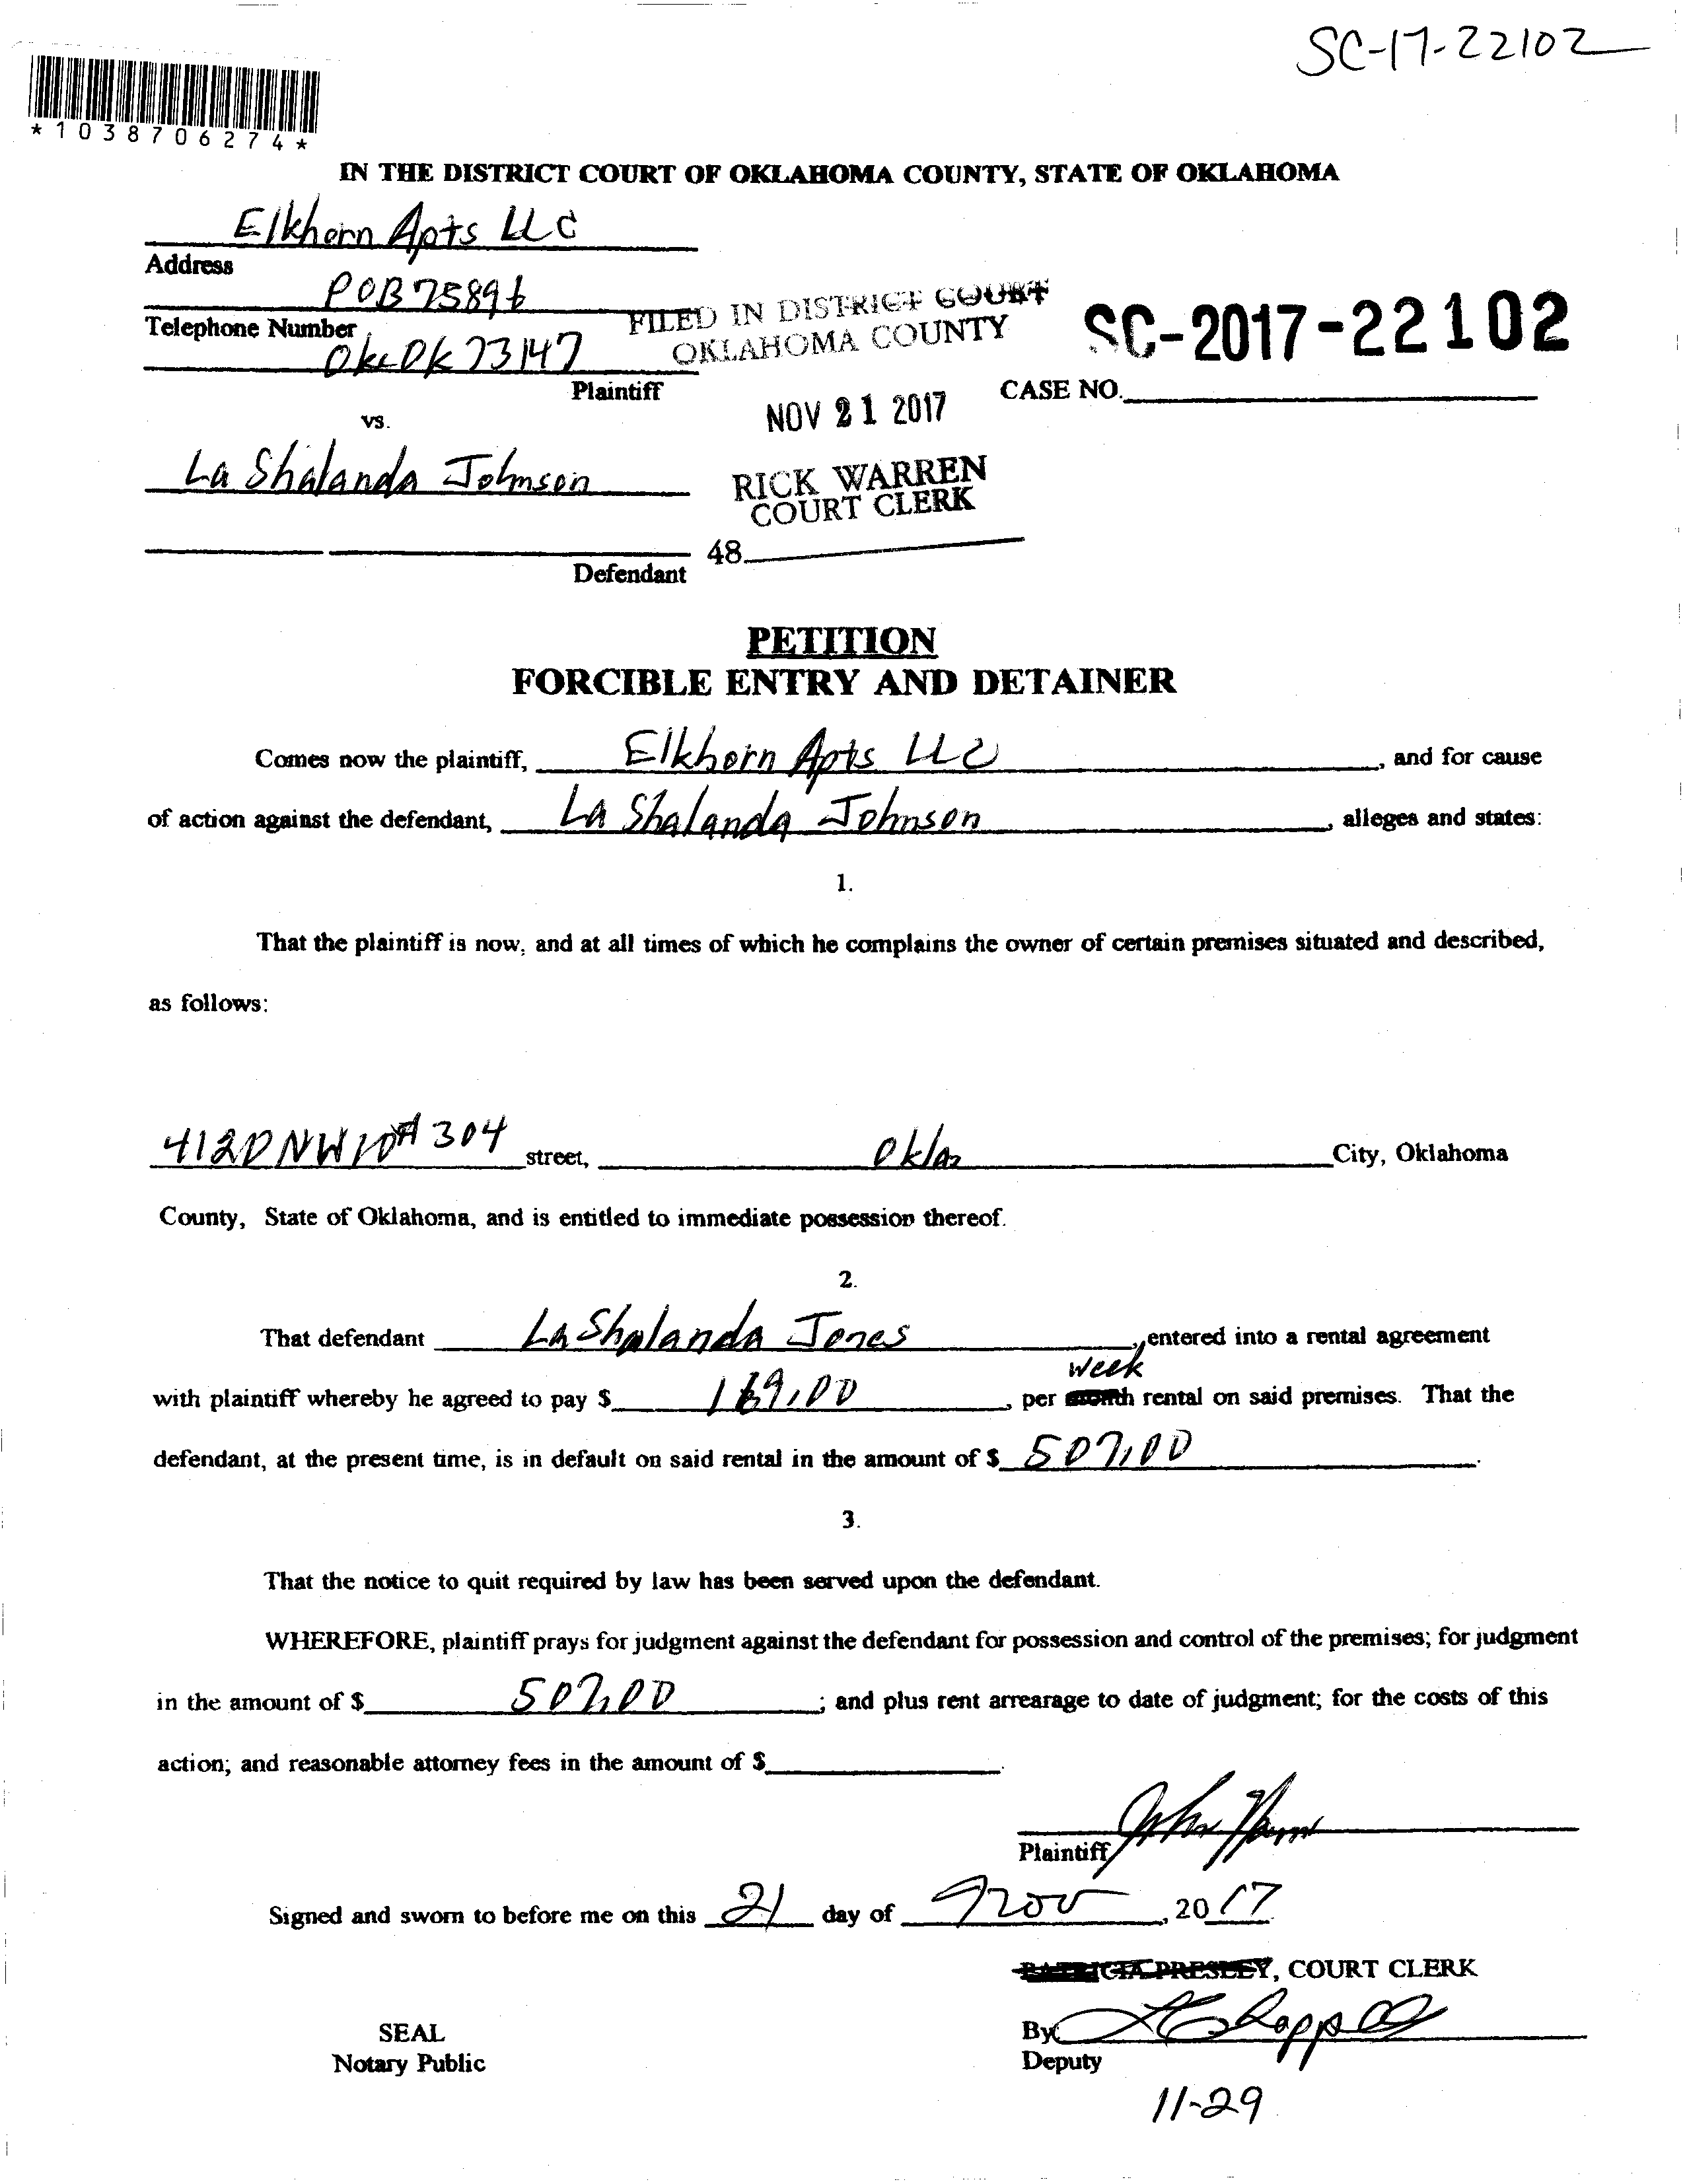 SC-17-22102
*1038706274*
IN THE DISTRICT COURT OF OKLAHOMA COUNTY, STATE OF OKLAHOMA
Elkhorn Apts LLC
Address
POB 75896
Telephone Number
Okc Ok 73147
Plaintiff
FILED IN DISTRICT COURT
OKLAHOMA COUNTY
SC-2017-22102
CASE NO.
NOV 21 2017
vs.
La Shalanda Johnson
RICK WARREN
COURT CLERK
48
Defendant
PETITION
FORCIBLE ENTRY AND DETAINER
Comes now the plaintiff, Elkhorn Apts LLC, and for cause
of action against the defendant, La Shalanda Johnson, alleges and states:
1.
That the plaintiff is now, and at all times of which he complains the owner of certain premises situated and described,
as follows:
4120 NW 10 # 304 street, Okla City, Oklahoma
County, State of Oklahoma, and is entitled to immediate possession thereof.
2.
That defendant La Shalanda Jones, entered into a rental agreement
week
with plaintiff whereby he agreed to pay $ 169.00, per month rental on said premises. That the
defendant, at the present time, is in default on said rental in the amount of $ 507.00.
3.
That the notice to quit required by law has been served upon the defendant.
WHEREFORE, plaintiff prays for judgment against the defendant for possession and control of the premises; for judgment
in the amount of $ 507.00; and plus rent arrearage to date of judgment; for the costs of this
action; and reasonable attorney fees in the amount of $ .
Plaintiff
Signed and sworn to before me on this 21 day of Nov, 2017
PATRICIA PRESLEY, COURT CLERK
SEAL
By
Notary Public
Deputy
11-29